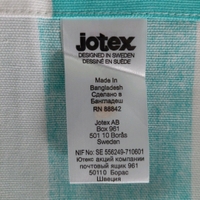 jotex
DESIGNED IN SWEDEN
DESSINÉ EN SUÈDE
Made in
Bangladesh
Сделано в
Бангладеш
RN 88842
Jotex AB
Box 961
501 10 Borås
Sweden
NIF No: SE 556249-710601
Ютекс акций компании
почтовый ящик 961
50110 Борас
Швеция